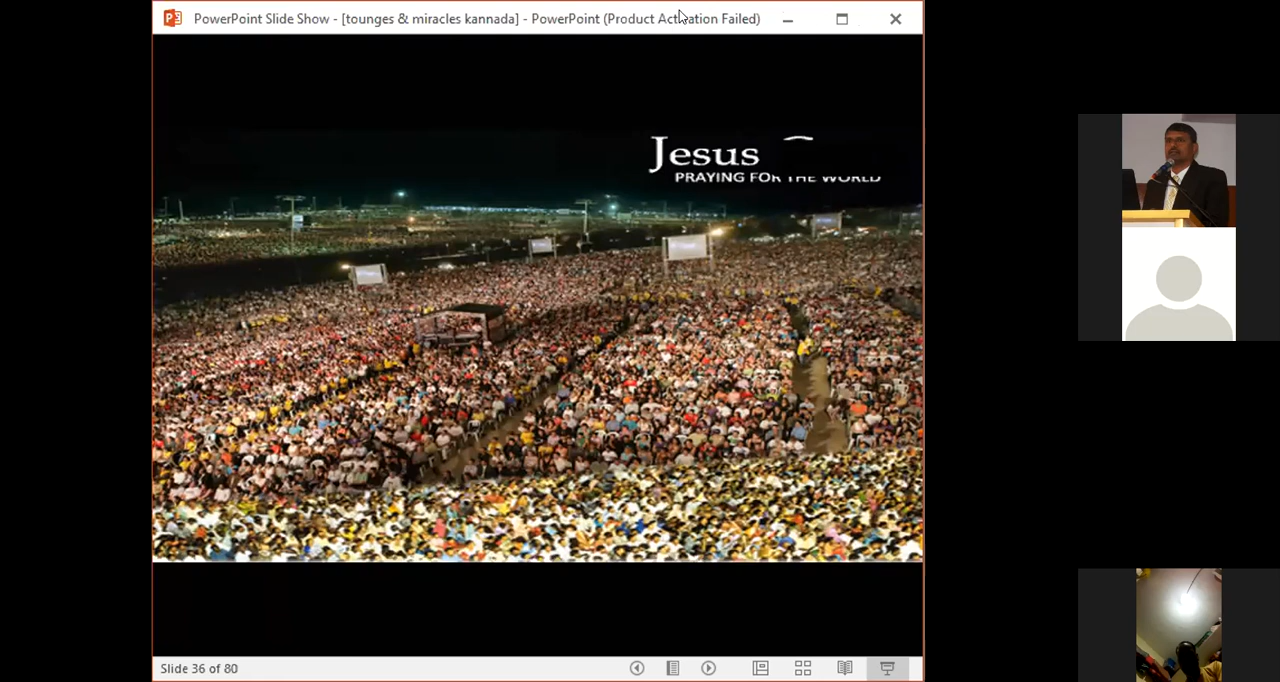 PowerPoint Slide Show - [tounges & miracles kannada] - PowerPoint (Product Activation Failed)
Jesus
PRAYING FOR THE WORLD
Slide 36 of 80